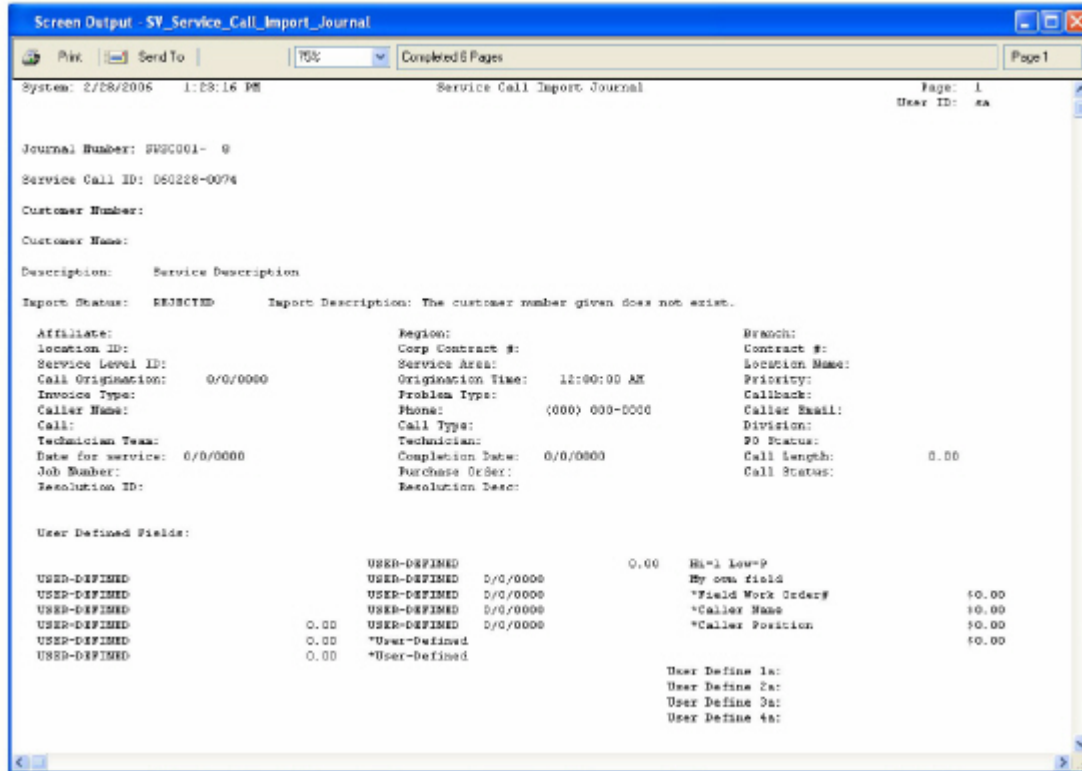 Screen Output - SV_Service_Call_Import_Journal
Print Send To 75% Completed 6 Pages Page 1
System: 2/28/2006 1:28:16 PM Service Call Import Journal Page: 1
User ID: sa
Journal Number: SVSC001- 8
Service Call ID: 060228-0074
Customer Number:
Customer Name:
Description: Service Description
Import Status: REJECTED Import Description: The customer number given does not exist.
Affiliate: Region: Branch:
Location ID: Corp Contract #: Contract #:
Service Level ID: Service Area: Location Name:
Call Origination: 0/0/0000 Origination Time: 12:00:00 AM Priority:
Invoice Type: Problem Type: Callback:
Caller Name: Phone: (000) 000-0000 Caller Email:
Call: Call Type: Division:
Technician Team: Technician: PO Status:
Date for service: 0/0/0000 Completion Date: 0/0/0000 Call Length: 0.00
Job Number: Purchase Order: Call Status:
Resolution ID: Resolution Desc:
User Defined Fields:
USER-DEFINED 0.00 Hi=1 Low=9
USER-DEFINED USER-DEFINED 0/0/0000 My own field
USER-DEFINED USER-DEFINED 0/0/0000 *Field Work Order# $0.00
USER-DEFINED USER-DEFINED 0/0/0000 *Caller Name $0.00
USER-DEFINED 0.00 USER-DEFINED 0/0/0000 *Caller Position $0.00
USER-DEFINED 0.00 *User-Defined $0.00
USER-DEFINED 0.00 *User-Defined
User Define 1a:
User Define 2a:
User Define 3a:
User Define 4a: